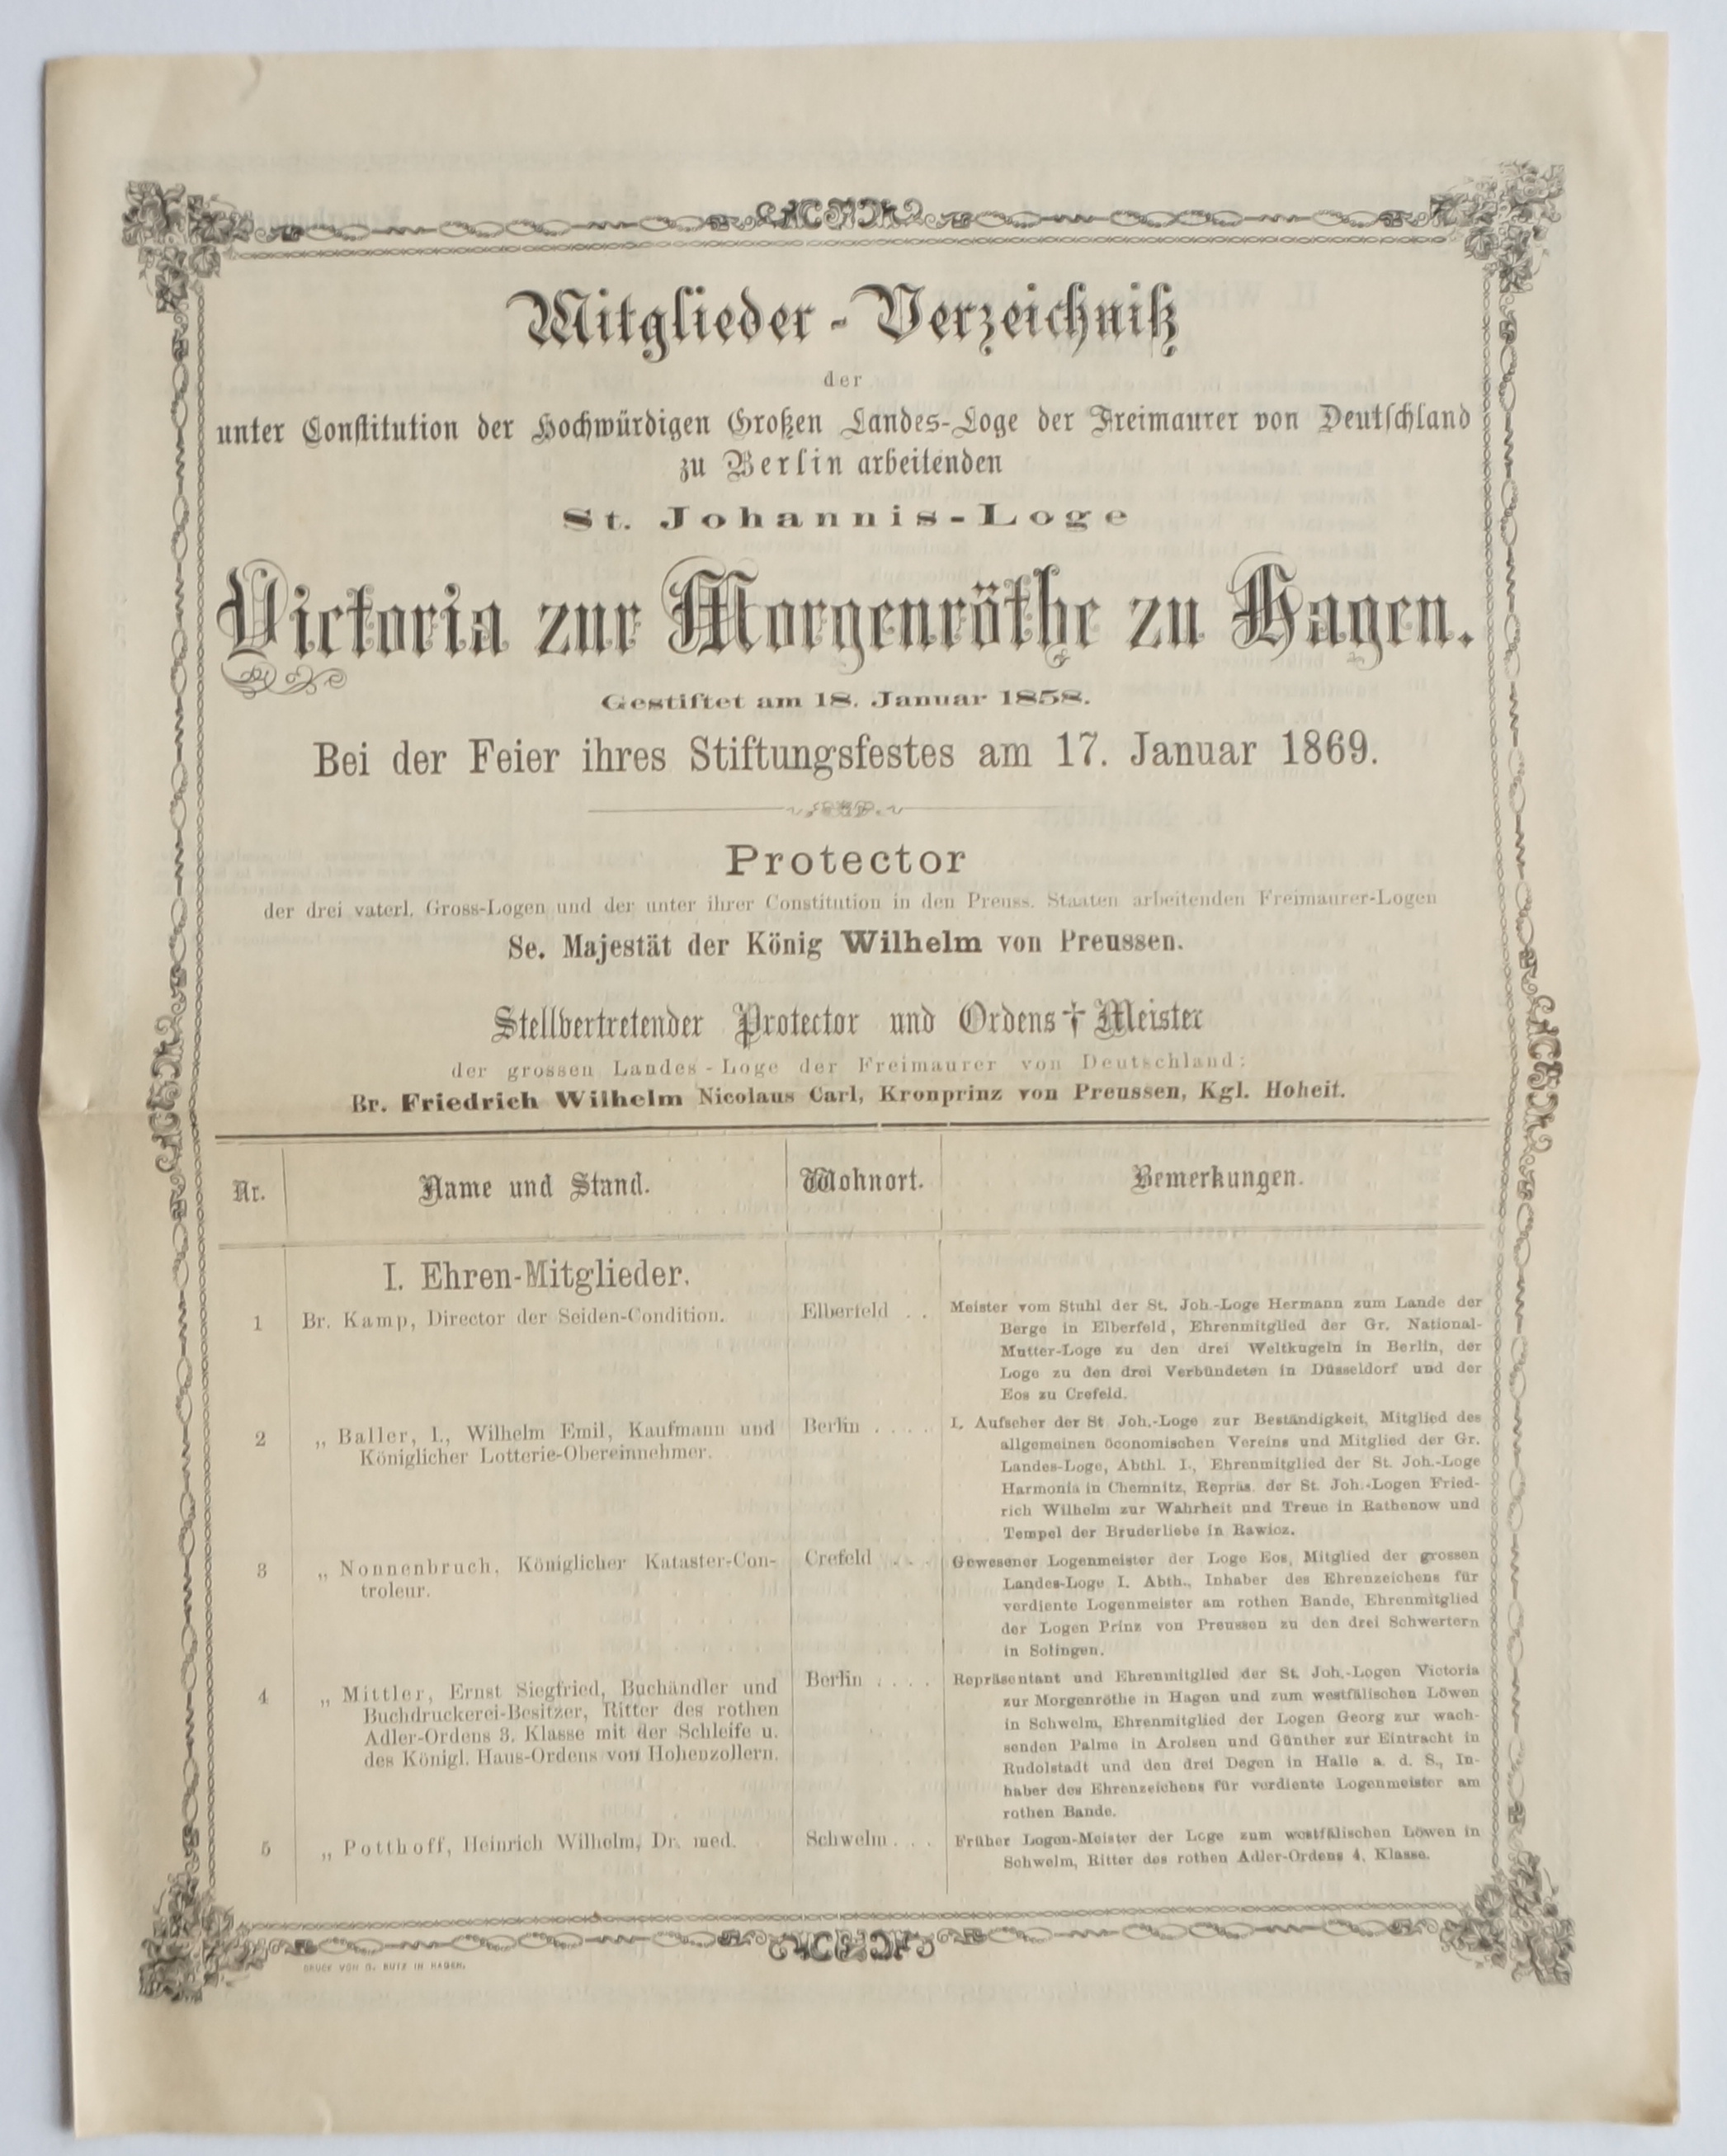 Mitglieder-Verzeichniß
der
unter Constitution der Hochwürdigen Großen Landes-Loge der Freimaurer von Deutschland
zu Berlin arbeitenden
St. Johannis-Loge
Victoria zur Morgenröthe zu Hagen.
Gestiftet am 18. Januar 1858.
Bei der Feier ihres Stiftungsfestes am 17. Januar 1869.
Protector
der drei vaterl. Gross-Logen und der unter ihrer Constitution in den Preuss. Staaten arbeitenden Freimaurer-Logen
Se. Majestät der König Wilhelm von Preussen.
Stellvertretender Protector und Ordens † Meister
der grossen Landes-Loge der Freimaurer von Deutschland:
Br. Friedrich Wilhelm Nicolaus Carl, Kronprinz von Preussen, Kgl. Hoheit.
Nr. Name und Stand. Wohnort. Bemerkungen.
I. Ehren-Mitglieder.
1 Br. Kamp, Director der Seiden-Condition. Elberfeld . . Meister vom Stuhl der St. Joh.-Loge Hermann zum Lande der
Berge in Elberfeld, Ehrenmitglied der Gr. National-
Mutter-Loge zu den drei Weltkugeln in Berlin, der
Loge zu den drei Verbündeten in Düsseldorf und der
Eos zu Crefeld.
2 „ Baller, I., Wilhelm Emil, Kaufmann und Berlin . . . . I. Aufseher der St. Joh.-Loge zur Beständigkeit, Mitglied des
Königlicher Lotterie-Obereinnehmer. allgemeinen öconomischen Vereins und Mitglied der Gr.
Landes-Loge, Abthl. I., Ehrenmitglied der St. Joh.-Loge
Harmonia in Chemnitz, Repräs. der St. Joh.-Logen Fried-
rich Wilhelm zur Wahrheit und Treue in Rathenow und
Tempel der Bruderliebe in Rawicz.
3 „ Nonnenbruch, Königlicher Kataster-Con- Crefeld . . . Gewesener Logenmeister der Loge Eos, Mitglied der grossen
troleur. Landes-Loge I. Abth., Inhaber des Ehrenzeichens für
verdiente Logenmeister am rothen Bande, Ehrenmitglied
der Logen Prinz von Preussen zu den drei Schwertern
in Solingen.
4 „ Mittler, Ernst Siegfried, Buchändler und Berlin . . . . Repräsentant und Ehrenmitglied der St. Joh.-Logen Victoria
Buchdruckerei-Besitzer, Ritter des rothen zur Morgenröthe in Hagen und zum westfälischen Löwen
Adler-Ordens 3. Klasse mit der Schleife u. in Schwelm, Ehrenmitglied der Logen Georg zur wach-
des Königl. Haus-Ordens von Hohenzollern. senden Palme in Arolsen und Günther zur Eintracht in
Rudolstadt und den drei Degen in Halle a. d. S., In-
haber des Ehrenzeichens für verdiente Logenmeister am
rothen Bande.
5 „ Potthoff, Heinrich Wilhelm, Dr. med. Schwelm . . . Früher Logen-Meister der Loge zum westfälischen Löwen in
Schwelm, Ritter des rothen Adler-Ordens 4. Klasse.
DRUCK VON G. BUTZ IN HAGEN.